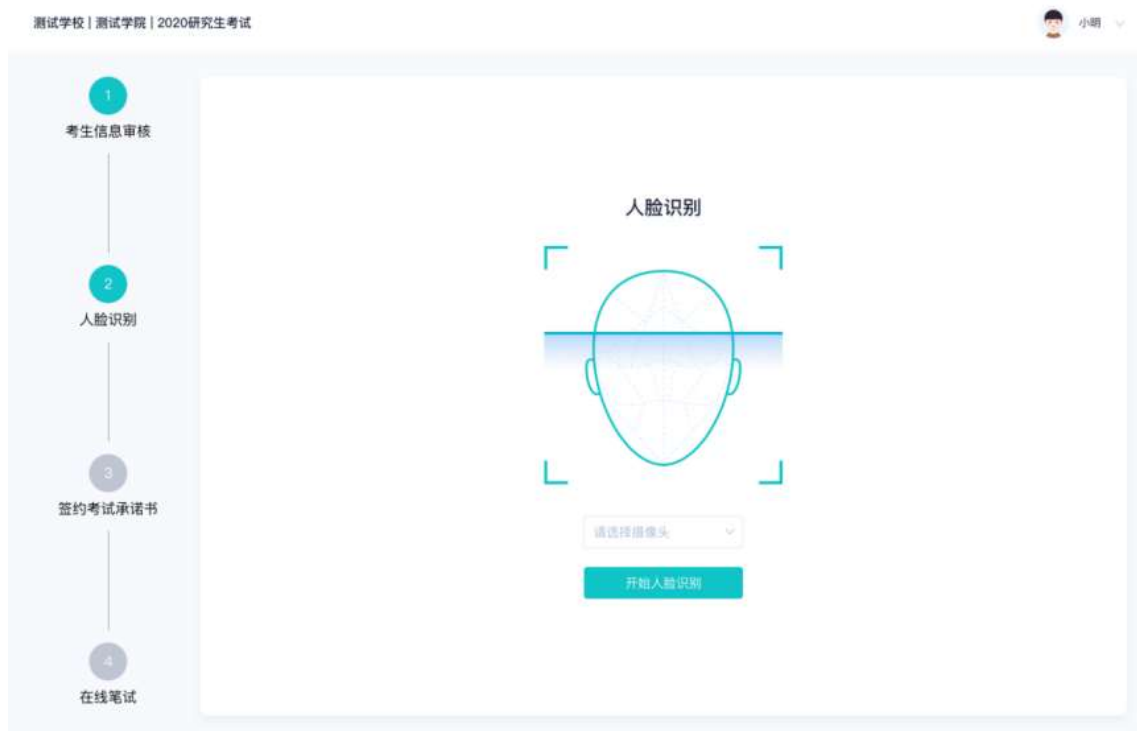 测试学校 | 测试学院 | 2020研究生考试
小明
1
考生信息审核
2
人脸识别
3
签约考试承诺书
4
在线笔试
人脸识别
请选择摄像头
开始人脸识别